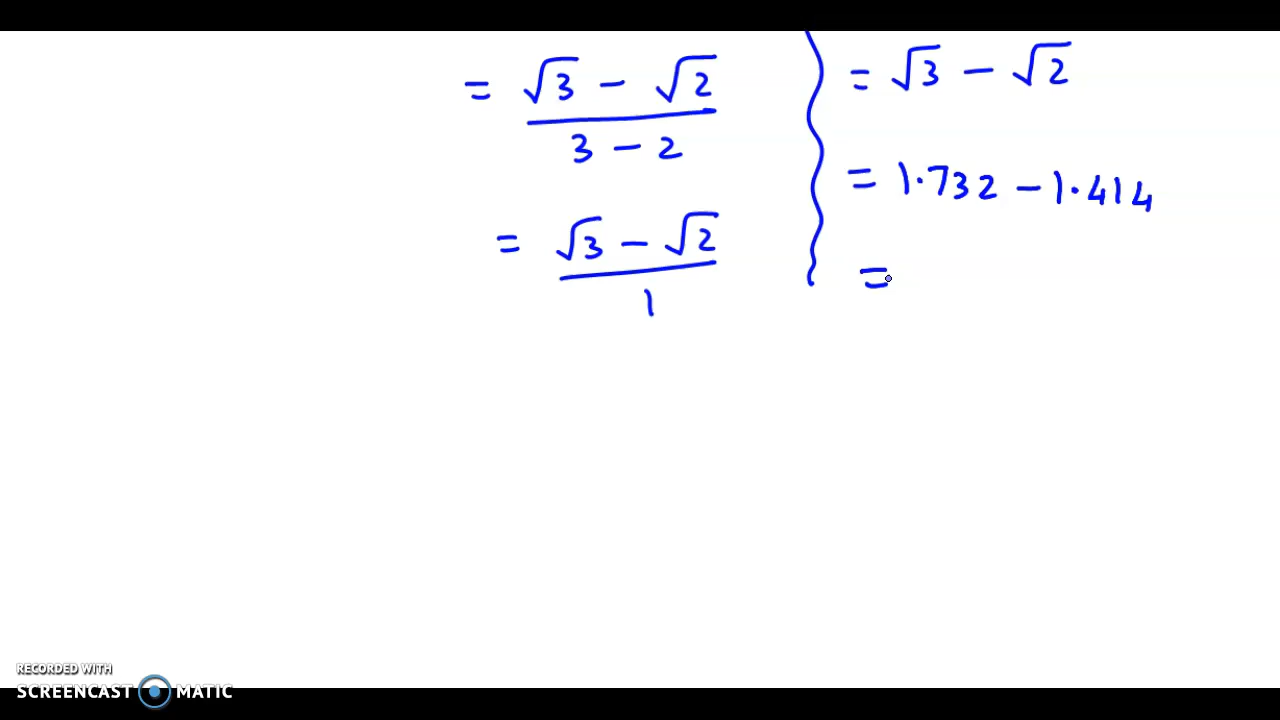 = √3 − √2
3 − 2
= √3 − √2
1
= √3 − √2
= 1.732 − 1.414
=
RECORDED WITH
SCREENCAST MATIC